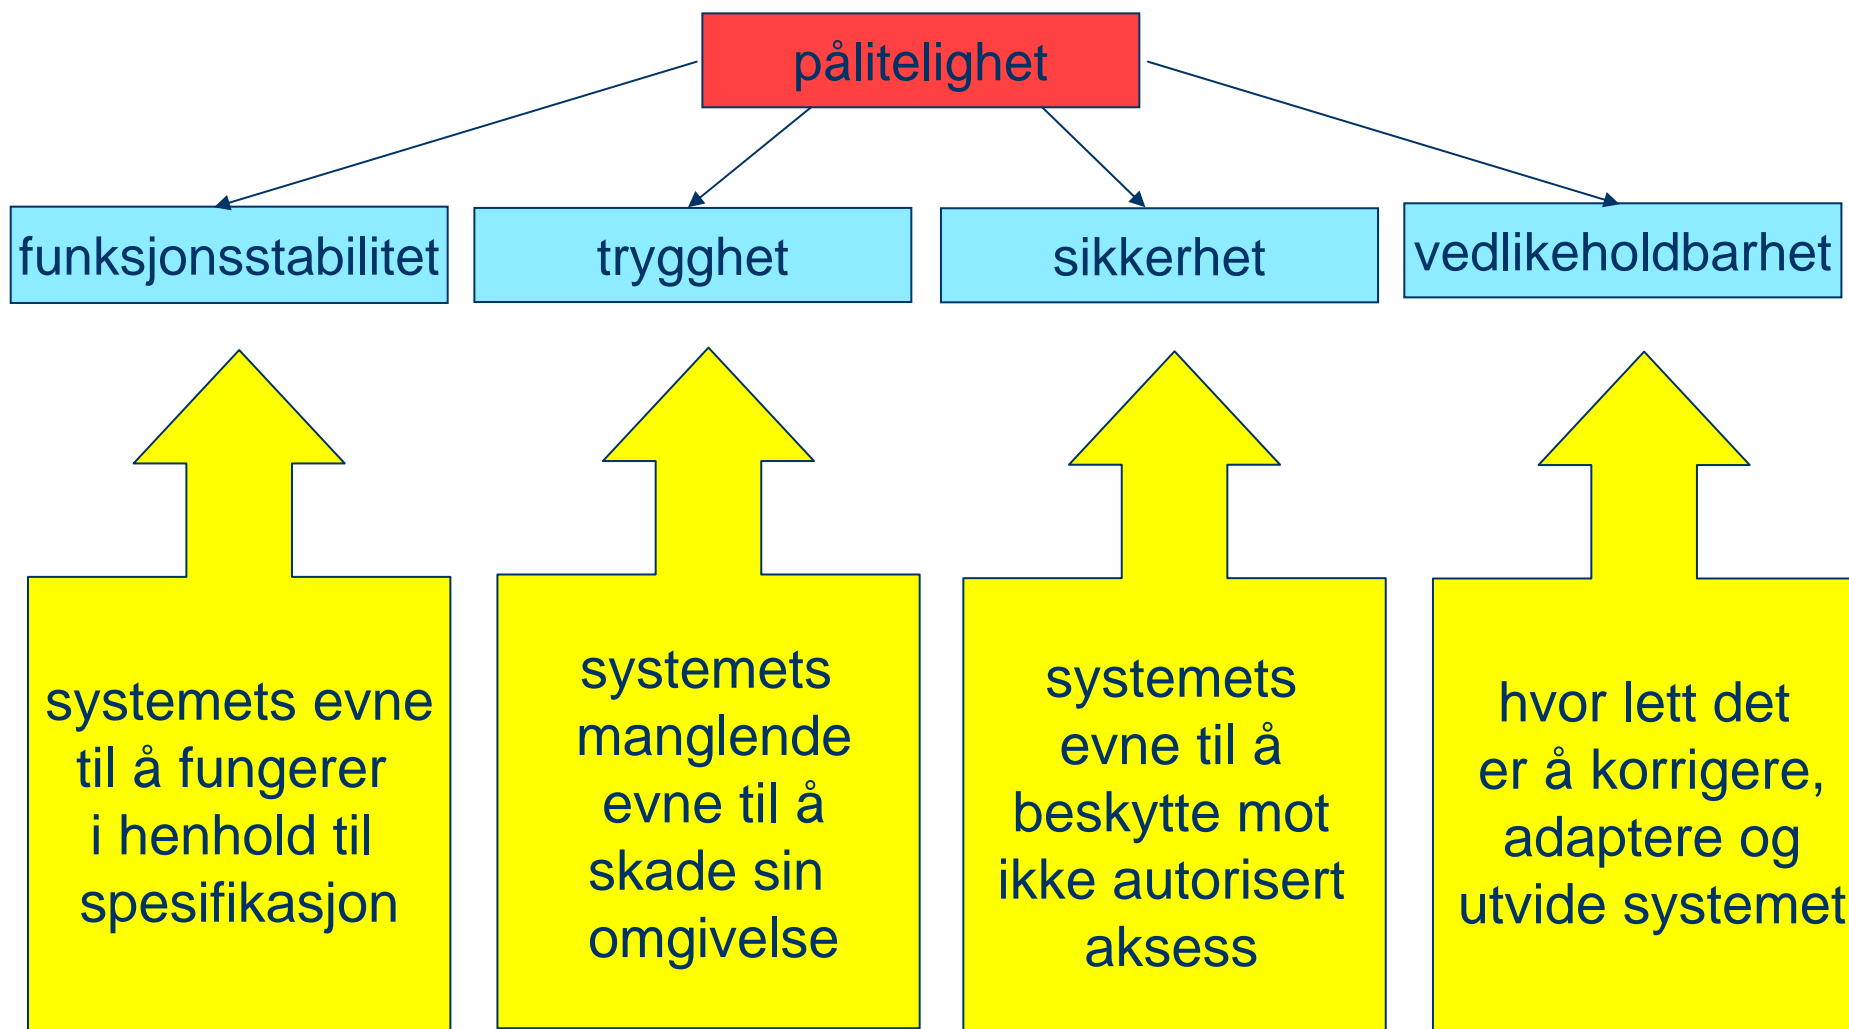 pålitelighet
funksjonsstabilitet
trygghet
sikkerhet
vedlikeholdbarhet
systemets evne
til å fungerer
i henhold til
spesifikasjon
systemets
manglende
evne til å
skade sin
omgivelse
systemets
evne til å
beskytte mot
ikke autorisert
aksess
hvor lett det
er å korrigere,
adaptere og
utvide systemet